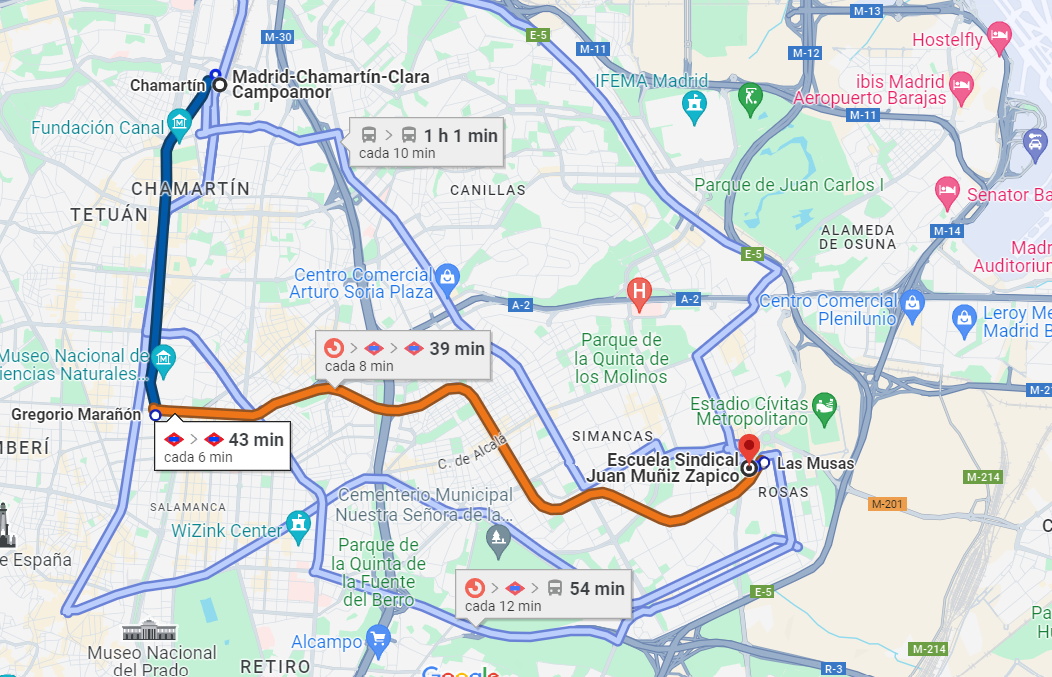 M-13
M-30
E-5
M-11
M-12
Hostelfly
Chamartín
Madrid-Chamartín-Clara
Campoamor
IFEMA Madrid
ibis Madrid
Aeropuerto Barajas
Fundación Canal
M-11
1 h 1 min
cada 10 min
CHAMARTÍN
CANILLAS
Parque de Juan Carlos I
Senator Ba
TETUÁN
ALAMEDA
DE OSUNA
M-14
E-5
Madr
Auditorium
Centro Comercial
Arturo Soria Plaza
A-2
A-2
Centro Comercial
Plenilunio
Leroy Me
Madrid B
Museo Nacional de
iencias Naturales...
39 min
cada 8 min
Parque de
la Quinta de
los Molinos
M-21
Gregorio Marañón
Estadio Cívitas
Metropolitano
43 min
cada 6 min
MBERÍ
C. de Alcalá
SIMANCAS
Escuela Sindical
Juan Muñiz Zapico
Las Musas
ROSAS
M-214
M-201
SALAMANCA
Cementerio Municipal
Nuestra Señora de la...
WiZink Center
e España
Parque de
la Quinta de
la Fuente
del Berro
54 min
cada 12 min
E-5
Alcampo
Museo Nacional
del Prado
RETIRO
Google
M-214
R-3